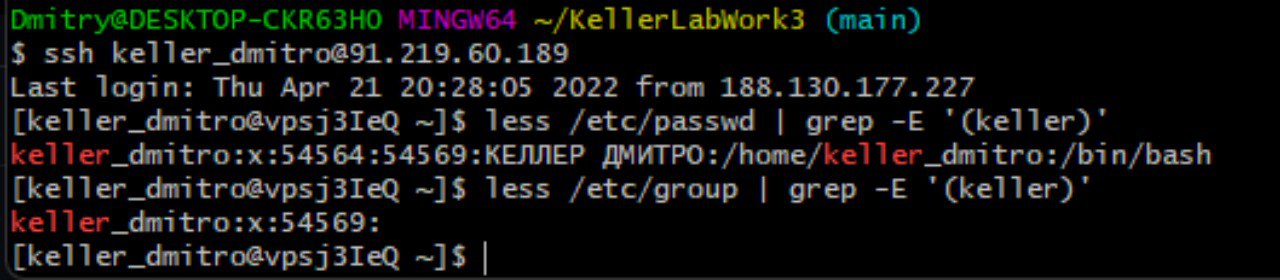 Dmitry@DESKTOP-CKR63HO MINGW64 ~/KellerLabWork3 (main)
$ ssh keller_dmitro@91.219.60.189
Last login: Thu Apr 21 20:28:05 2022 from 188.130.177.227
[keller_dmitro@vpsj3IeQ ~]$ less /etc/passwd | grep -E '(keller)'
keller_dmitro:x:54564:54569:КЕЛЛЕР ДМИТРО:/home/keller_dmitro:/bin/bash
[keller_dmitro@vpsj3IeQ ~]$ less /etc/group | grep -E '(keller)'
keller_dmitro:x:54569:
[keller_dmitro@vpsj3IeQ ~]$